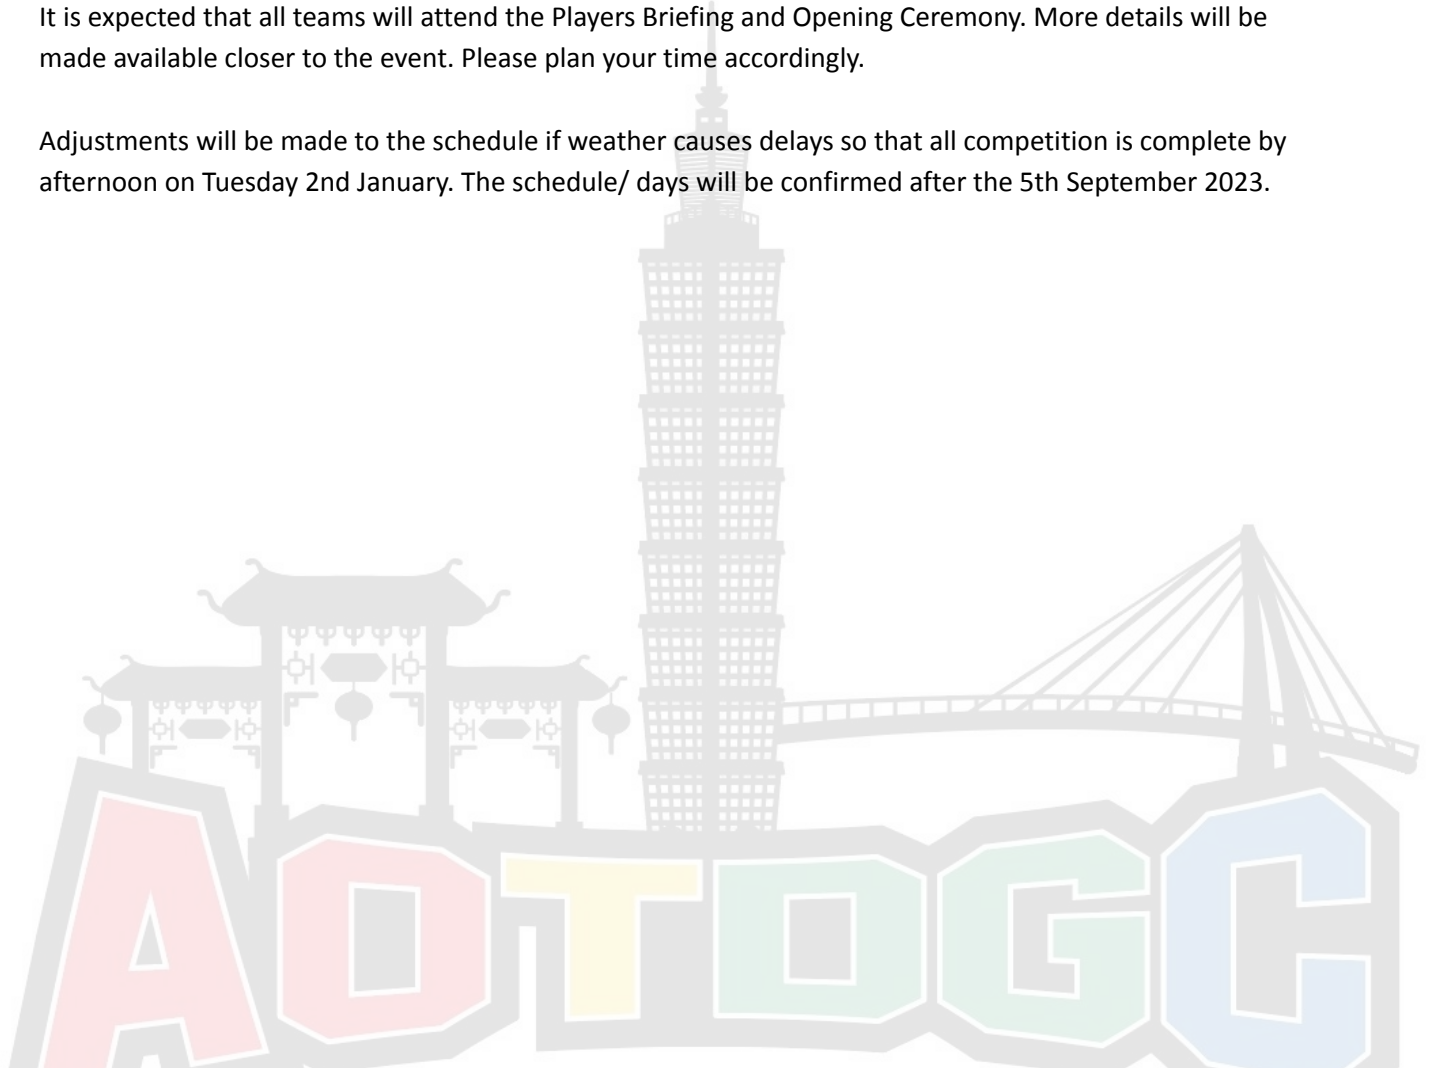 It is expected that all teams will attend the Players Briefing and Opening Ceremony. More details will be
made available closer to the event. Please plan your time accordingly.
Adjustments will be made to the schedule if weather causes delays so that all competition is complete by
afternoon on Tuesday 2nd January. The schedule/ days will be confirmed after the 5th September 2023.
AOTDGC